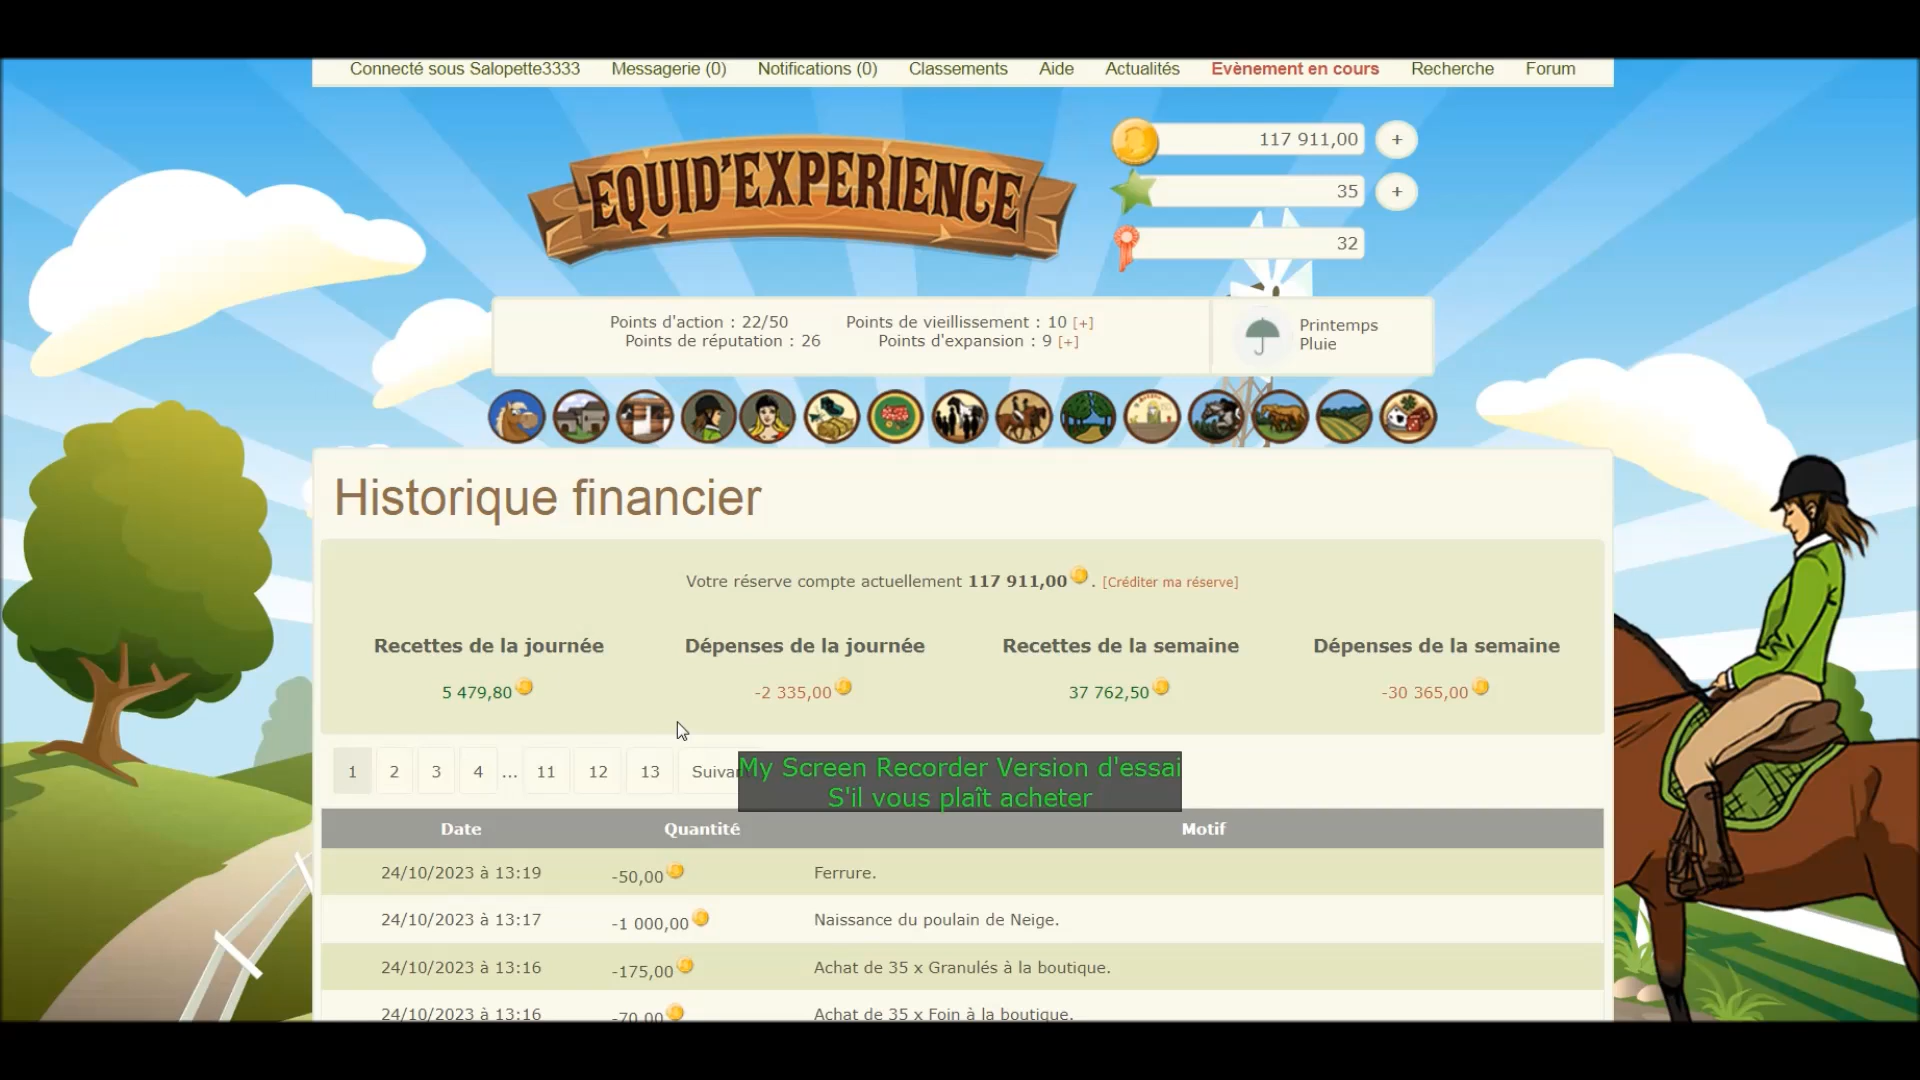 Connecté sous Salopette3333 Messagerie (0) Notifications (0) Classements Aide Actualités Evènement en cours Recherche Forum
EQUID'EXPERIENCE
117 911,00 +
35 +
32
Points d'action : 22/50 Points de vieillissement : 10 [+]
Points de réputation : 26 Points d'expansion : 9 [+]
Printemps
Pluie
Historique financier
Votre réserve compte actuellement 117 911,00 . [Créditer ma réserve]
Recettes de la journée Dépenses de la journée Recettes de la semaine Dépenses de la semaine
5 479,80 -2 335,00 37 762,50 -30 365,00
1 2 3 4 ... 11 12 13
My Screen Recorder Version d'essai
S'il vous plaît acheter
Date Quantité Motif
24/10/2023 à 13:19 -50,00 Ferrure.
24/10/2023 à 13:17 -1 000,00 Naissance du poulain de Neige.
24/10/2023 à 13:16 -175,00 Achat de 35 x Granulés à la boutique.
24/10/2023 à 13:16 -70,00 Achat de 35 x Foin à la boutique.